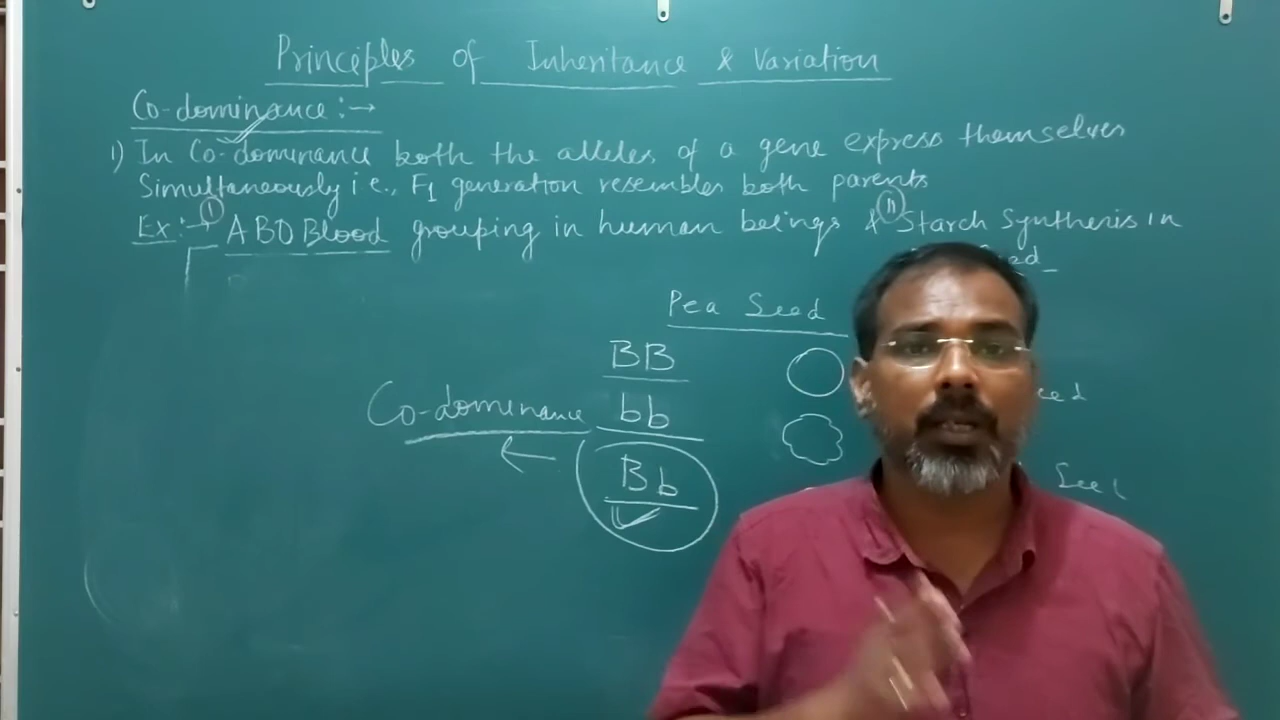 Principles of Inheritance & Variation
Co-dominance:→
1) In Co-dominance both the alleles of a gene express themselves
Simultaneously i.e., F1 generation resembles both parents
Ex:→ (I) ABO Blood grouping in human beings & (II) Starch Synthesis in
Pea Seed
BB
Co-dominance bb
←
Bb